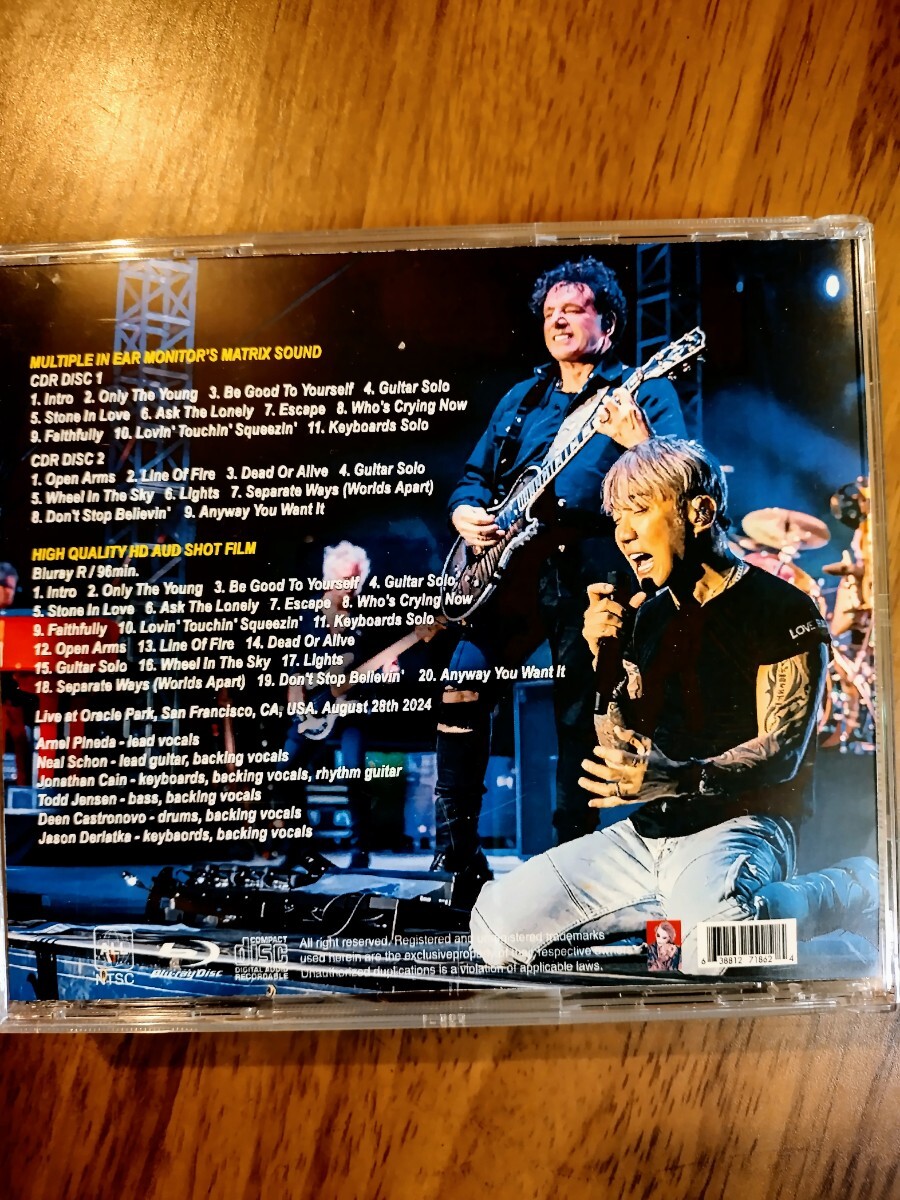 MULTIPLE IN EAR MONITOR'S MATRIX SOUND
CDR DISC 1
1. Intro 2. Only The Young 3. Be Good To Yourself 4. Guitar Solo
5. Stone In Love 6. Ask The Lonely 7. Escape 8. Who's Crying Now
9. Faithfully 10. Lovin' Touchin' Squeezin' 11. Keyboards Solo
CDR DISC 2
1. Open Arms 2. Line Of Fire 3. Dead Or Alive 4. Guitar Solo
5. Wheel In The Sky 6. Lights 7. Separate Ways (Worlds Apart)
8. Don't Stop Believin' 9. Anyway You Want It
HIGH QUALITY HD AUD SHOT FILM
Bluray R / 96min.
1. Intro 2. Only The Young 3. Be Good To Yourself 4. Guitar Solo
5. Stone In Love 6. Ask The Lonely 7. Escape 8. Who's Crying Now
9. Faithfully 10. Lovin' Touchin' Squeezin' 11. Keyboards Solo
12. Open Arms 13. Line Of Fire 14. Dead Or Alive
15. Guitar Solo 16. Wheel In The Sky 17. Lights
18. Separate Ways (Worlds Apart) 19. Don't Stop Believin' 20. Anyway You Want It
Live at Oracle Park, San Francisco, CA, USA. August 28th 2024
Arnel Pineda - lead vocals
Neal Schon - lead guitar, backing vocals
Jonathan Cain - keyboards, backing vocals, rhythm guitar
Todd Jensen - bass, backing vocals
Deen Castronovo - drums, backing vocals
Jason Derlatka - keybaords, backing vocals
LOVE
ALL
NTSC
Blu-ray Disc
COMPACT
disc
DIGITAL AUDIO
RECORDABLE
All right reserved. Registered and stered trademarks
used herein are the exclusiveproper respective
Unauthorized duplications is a violation of applicable laws.
6 38812 71862 4